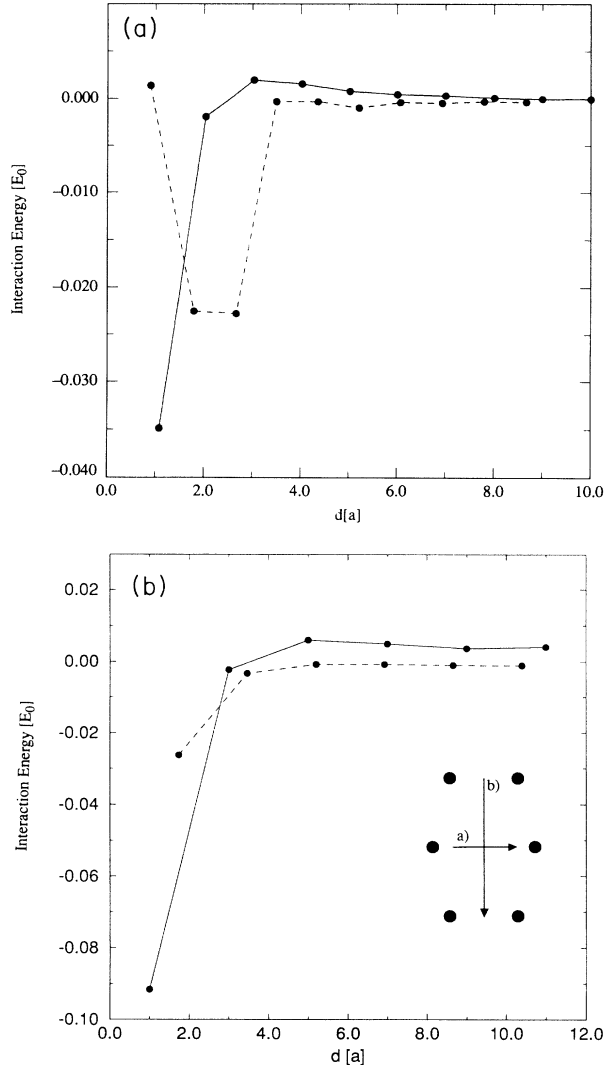 (a)
0.000
−0.010
−0.020
−0.030
−0.040
Interaction Energy [E0]
0.0 2.0 4.0 6.0 8.0 10.0
d[a]
(b)
0.02
0.00
-0.02
-0.04
-0.06
-0.08
-0.10
Interaction Energy [E0]
b)
a)
0.0 2.0 4.0 6.0 8.0 10.0 12.0
d [a]